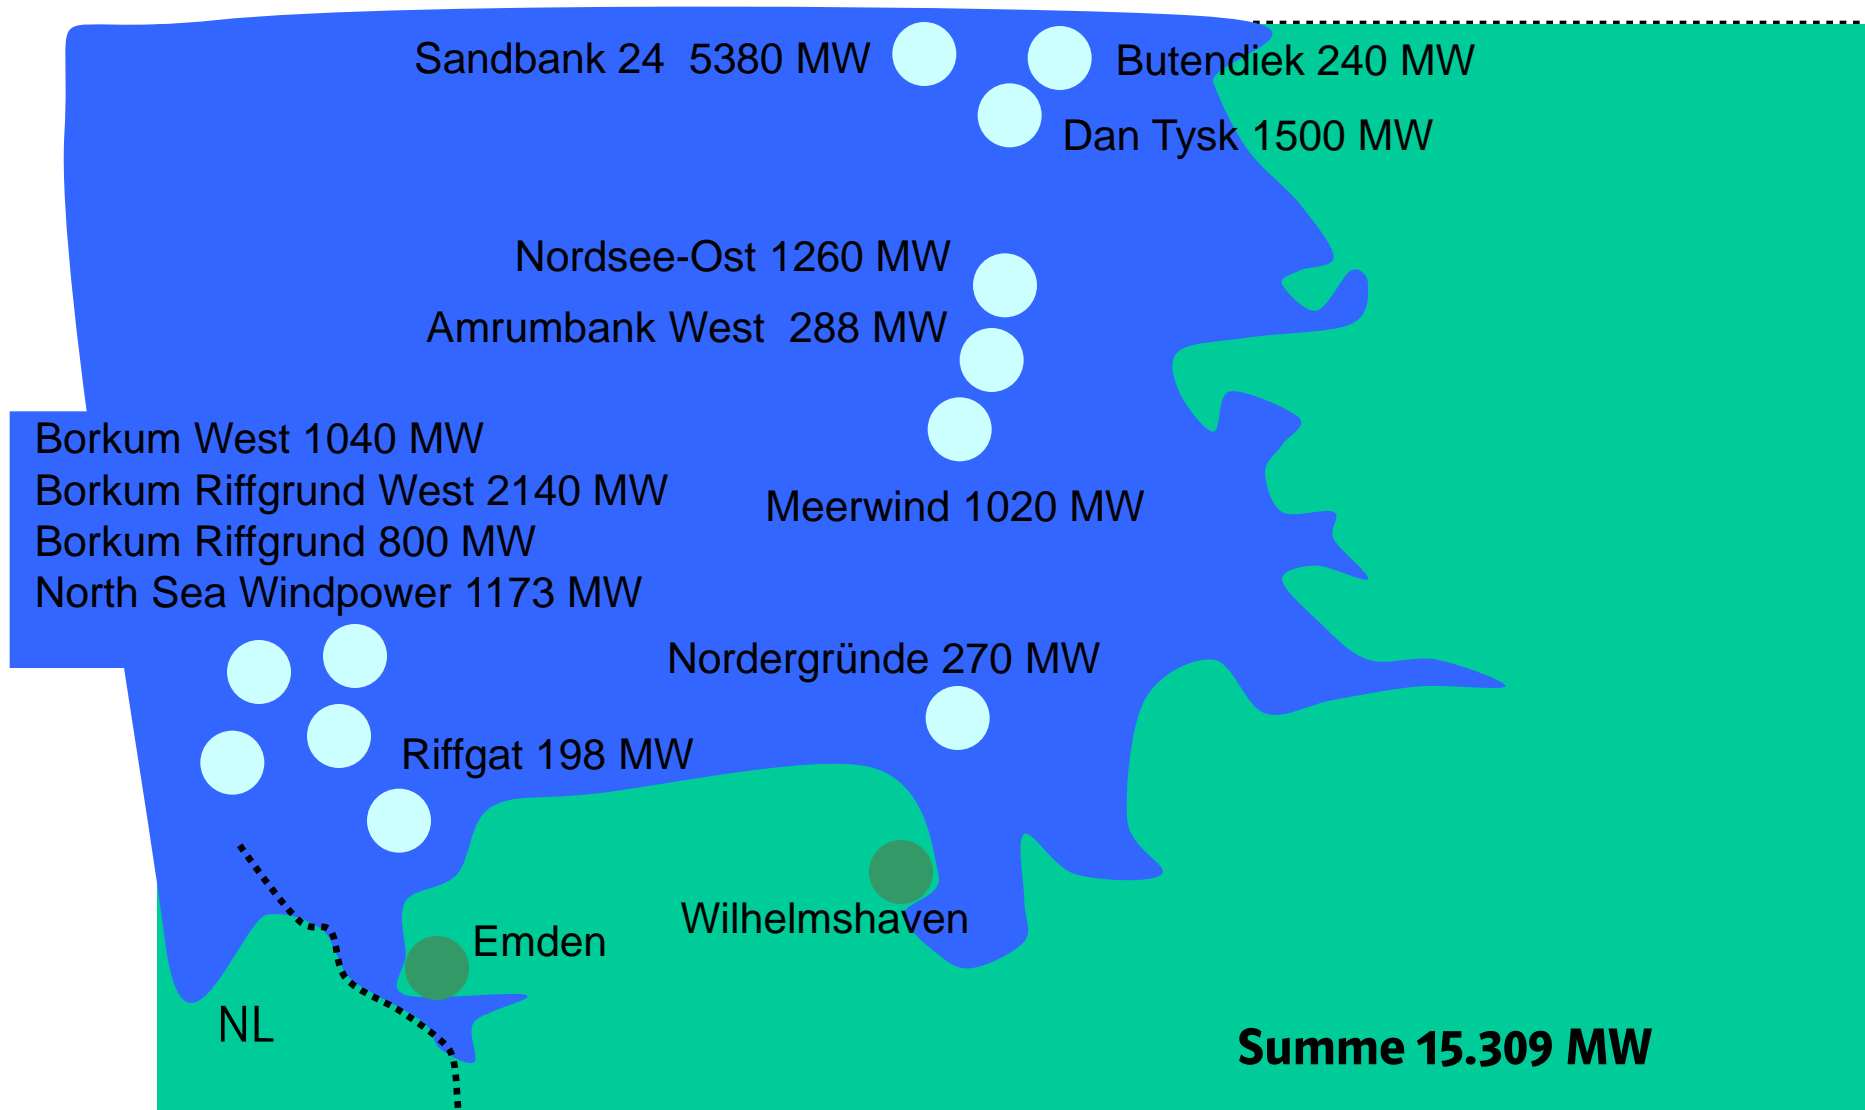 Sandbank 24  5380 MW
Butendiek 240 MW
Dan Tysk 1500 MW
Nordsee-Ost 1260 MW
Amrumbank West  288 MW
Borkum West 1040 MW
Borkum Riffgrund West 2140 MW
Borkum Riffgrund 800 MW
North Sea Windpower 1173 MW
Meerwind 1020 MW
Nordergründe 270 MW
Riffgat 198 MW
Wilhelmshaven
Emden
NL
Summe 15.309 MW